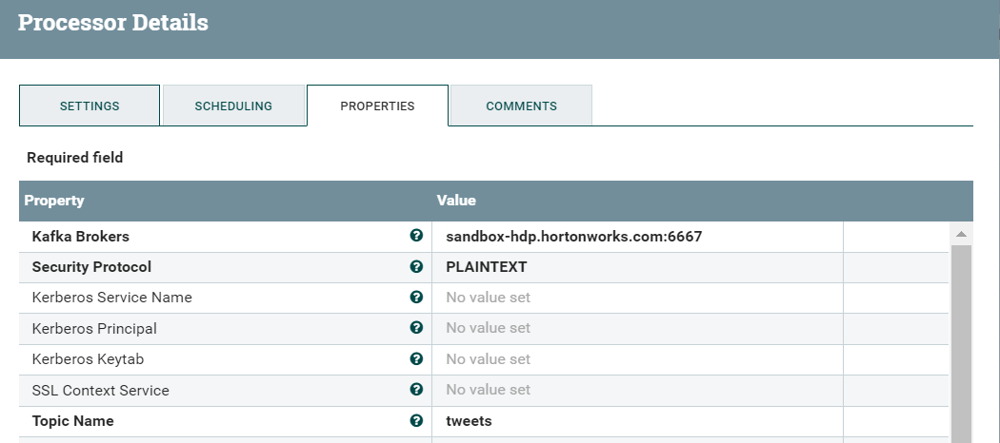 Processor Details
SETTINGS SCHEDULING PROPERTIES COMMENTS
Required field
Property Value
Kafka Brokers ? sandbox-hdp.hortonworks.com:6667
Security Protocol ? PLAINTEXT
Kerberos Service Name ? No value set
Kerberos Principal ? No value set
Kerberos Keytab ? No value set
SSL Context Service ? No value set
Topic Name ? tweets